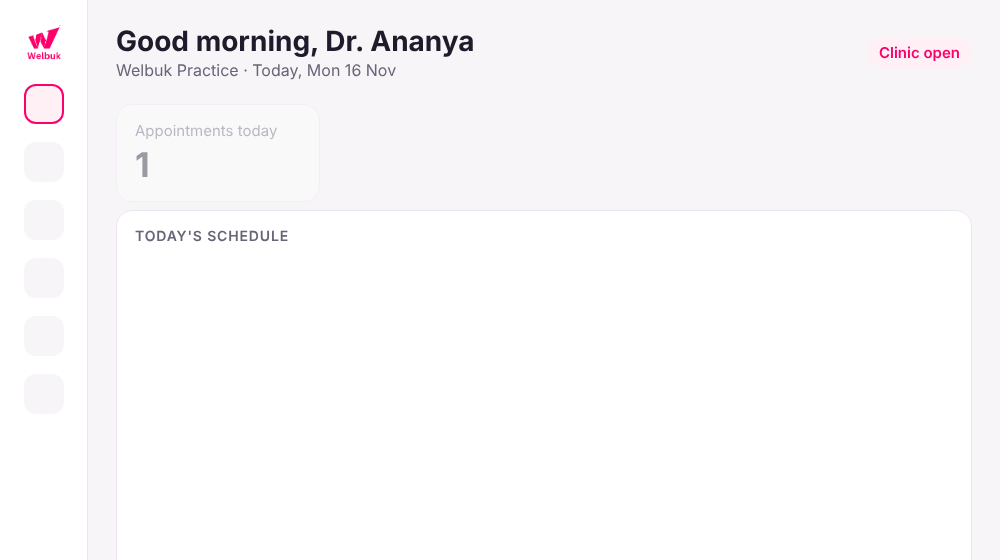 Welbuk
Good morning, Dr. Ananya
Welbuk Practice · Today, Mon 16 Nov
Clinic open
Appointments today
1
TODAY'S SCHEDULE